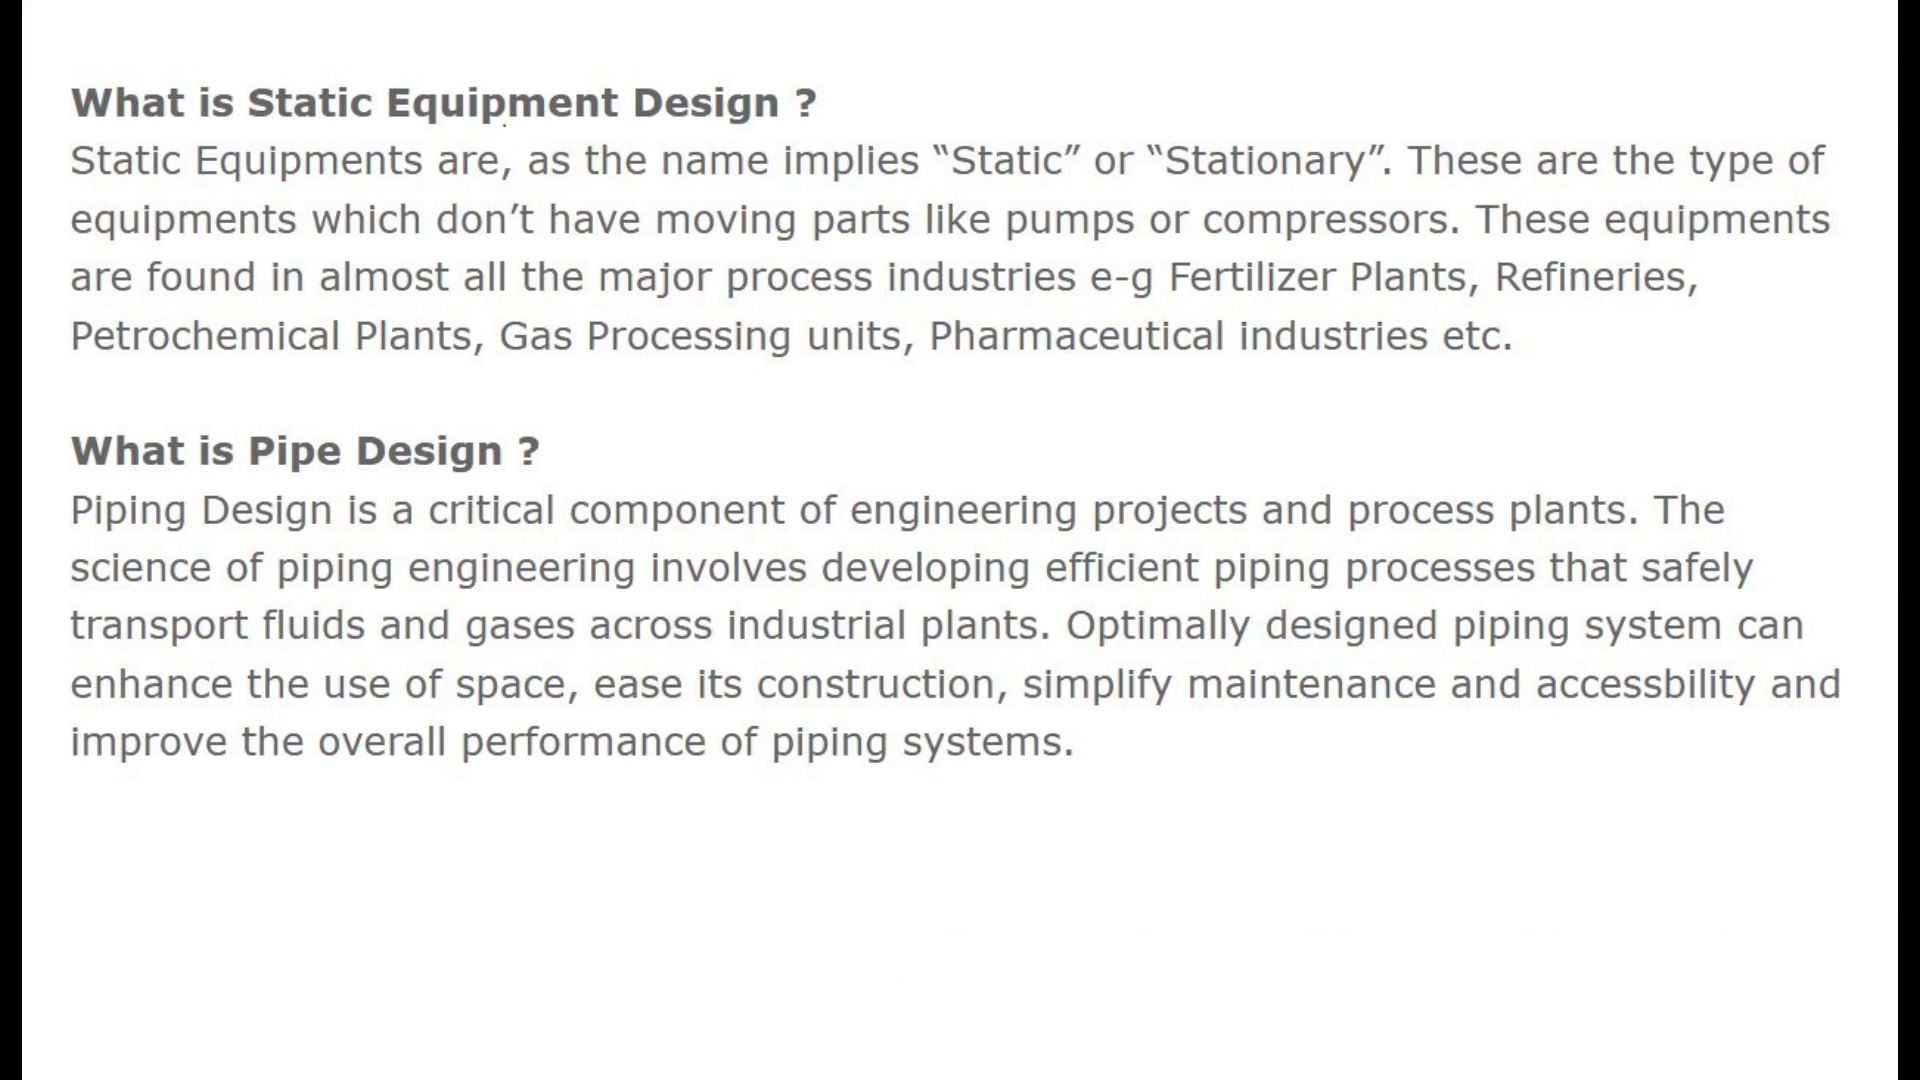 What is Static Equipment Design ?
Static Equipments are, as the name implies “Static” or “Stationary”. These are the type of
equipments which don’t have moving parts like pumps or compressors. These equipments
are found in almost all the major process industries e-g Fertilizer Plants, Refineries,
Petrochemical Plants, Gas Processing units, Pharmaceutical industries etc.
What is Pipe Design ?
Piping Design is a critical component of engineering projects and process plants. The
science of piping engineering involves developing efficient piping processes that safely
transport fluids and gases across industrial plants. Optimally designed piping system can
enhance the use of space, ease its construction, simplify maintenance and accessbility and
improve the overall performance of piping systems.